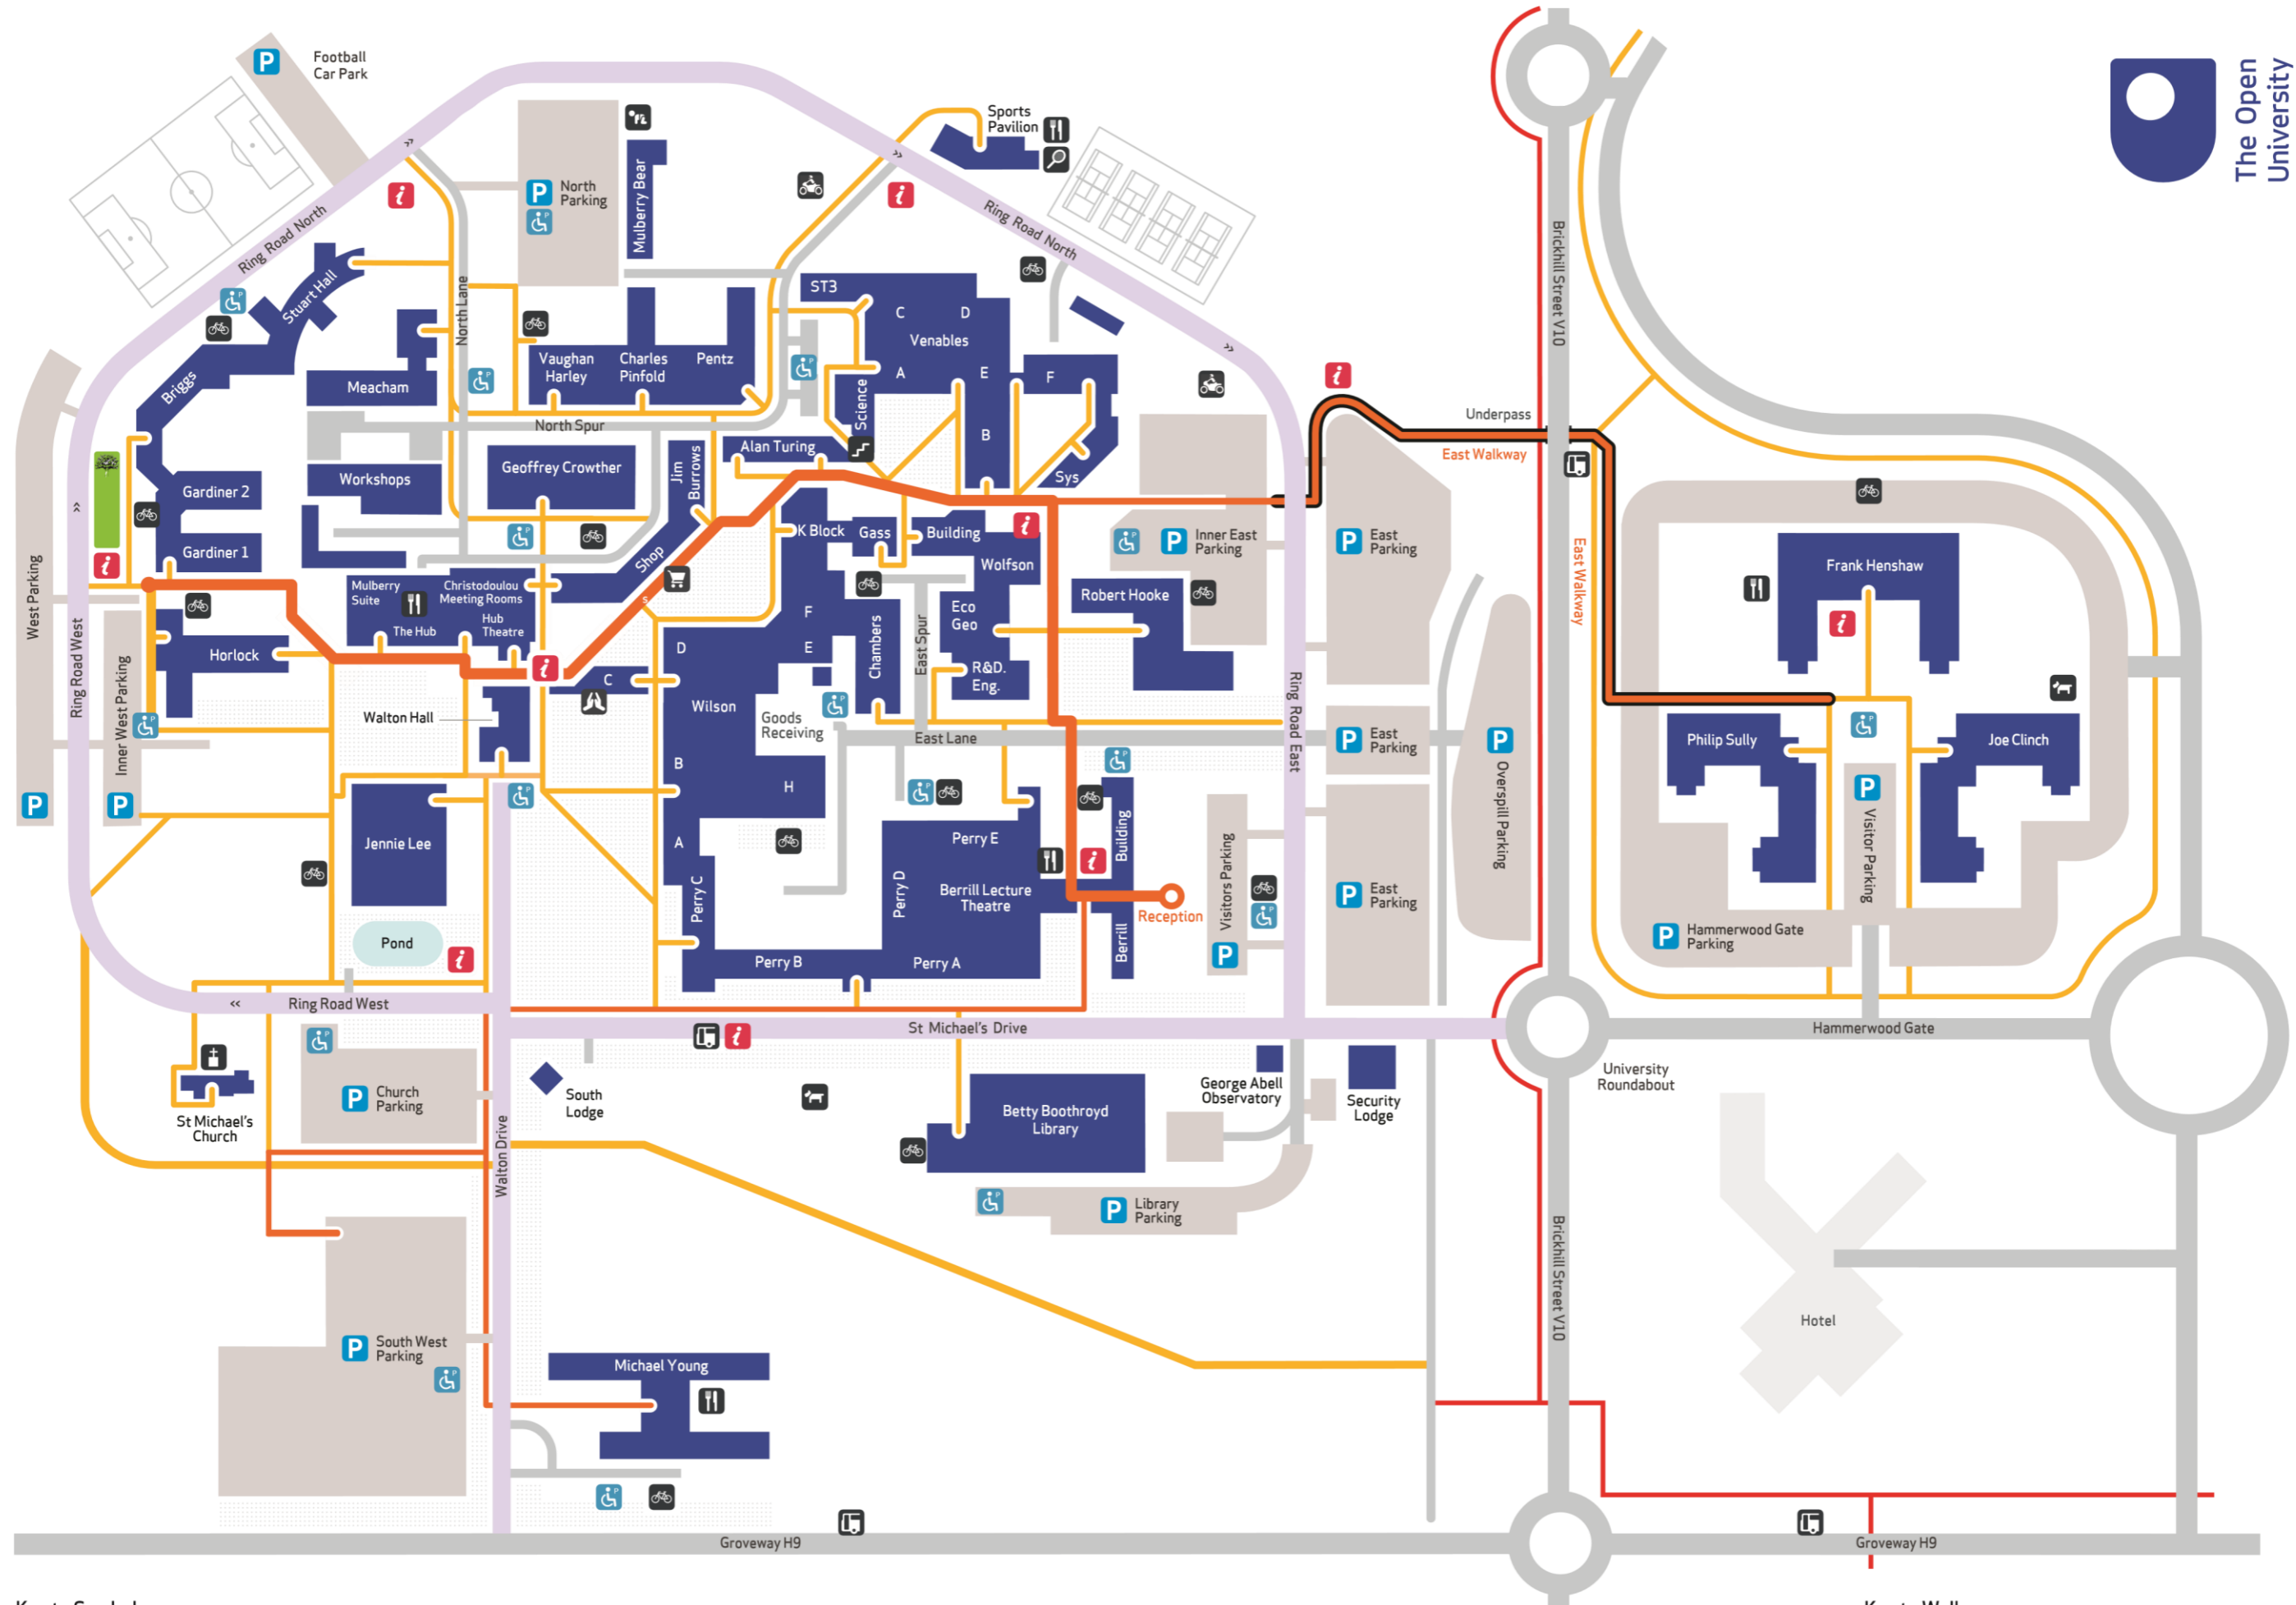 Football
Car Park
The Open
University
Sports
Pavilion
North
Parking
Mulberry Bear
Ring Road North
Ring Road North
Brickhill Street V10
Stuart Hall
North Lane
ST3
C
D
Venables
A
E
F
B
Science
Vaughan
Harley
Charles
Pinfold
Pentz
Meacham
Briggs
North Spur
Underpass
East Walkway
Alan Turing
Jim
Burrows
Geoffrey Crowther
Workshops
Sys
Gardiner 2
Gardiner 1
K Block
Gass
Building
Wolfson
Inner East
Parking
East
Parking
Shop
S
West Parking
Ring Road West
Inner West Parking
Mulberry
Suite
Christodoulou
Meeting Rooms
The Hub
Hub
Theatre
Horlock
Robert Hooke
Eco
Geo
R&D.
Eng.
East Spur
Chambers
F
E
D
C
Wilson
Goods
Receiving
Walton Hall
East Lane
Ring Road East
East Walkway
Frank Henshaw
Philip Sully
Joe Clinch
East
Parking
Overspill Parking
Visitor Parking
B
H
A
Jennie Lee
Perry E
Perry D
Perry C
Berrill Lecture
Theatre
Building
Berrill
Reception
Visitors Parking
East
Parking
Pond
Perry B
Perry A
Hammerwood Gate
Parking
Ring Road West
St Michael's Drive
Hammerwood Gate
University
Roundabout
Church
Parking
St Michael's
Church
South
Lodge
Walton Drive
Betty Boothroyd
Library
George Abell
Observatory
Security
Lodge
Library
Parking
Brickhill Street V10
Hotel
South West
Parking
Michael Young
Groveway H9
Groveway H9